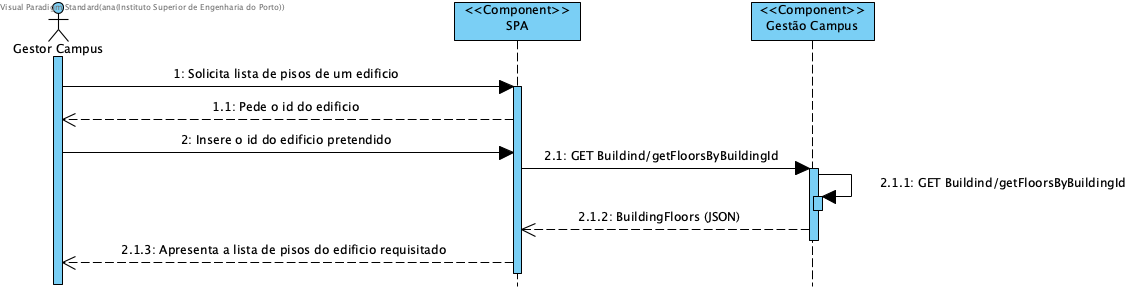 Visual Paradigm Standard(ana(Instituto Superior de Engenharia do Porto))
Gestor Campus
<<Component>>
SPA
<<Component>>
Gestão Campus
1: Solicita lista de pisos de um edificio
1.1: Pede o id do edificio
2: Insere o id do edificio pretendido
2.1: GET Buildind/getFloorsByBuildingId
2.1.1: GET Buildind/getFloorsByBuildingId
2.1.2: BuildingFloors (JSON)
2.1.3: Apresenta a lista de pisos do edificio requisitado